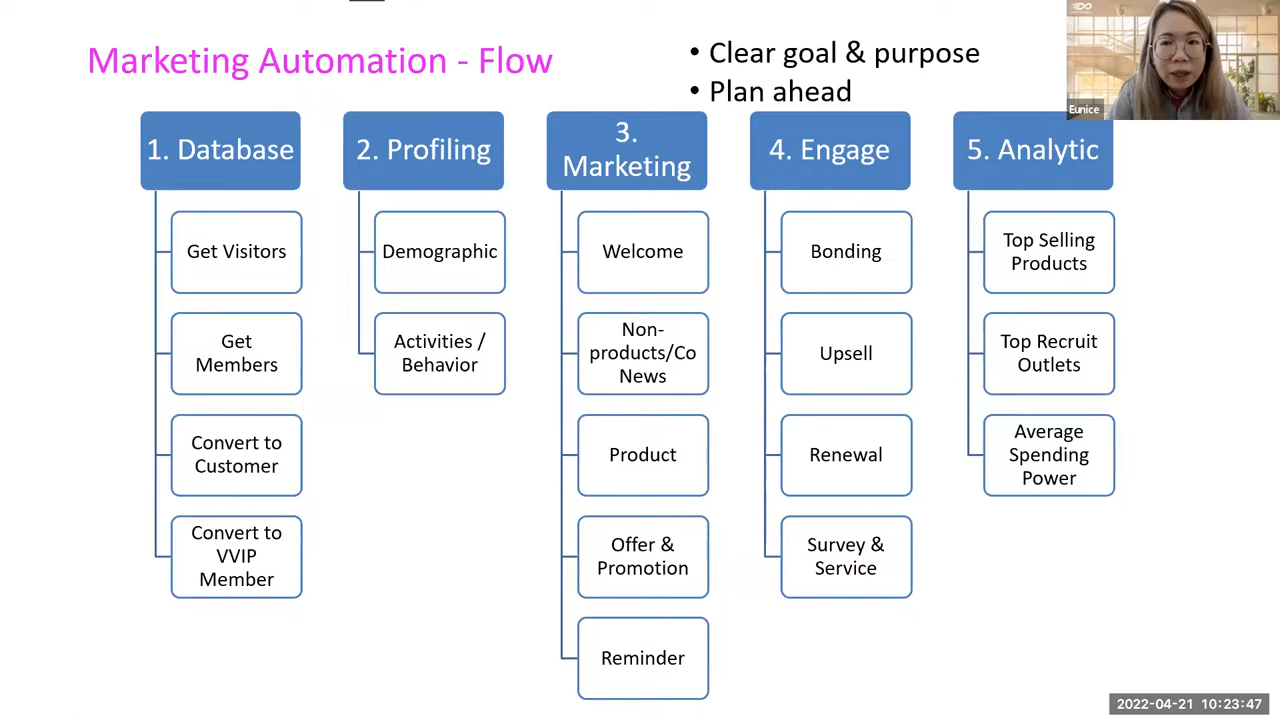 Marketing Automation - Flow
• Clear goal & purpose
• Plan ahead
Eunice
1. Database
Get Visitors
Get
Members
Convert to
Customer
Convert to
VVIP
Member
2. Profiling
Demographic
Activities /
Behavior
3.
Marketing
Welcome
Non-
products/Co
News
Product
Offer &
Promotion
Reminder
4. Engage
Bonding
Upsell
Renewal
Survey &
Service
5. Analytic
Top Selling
Products
Top Recruit
Outlets
Average
Spending
Power
2022-04-21 10:23:47